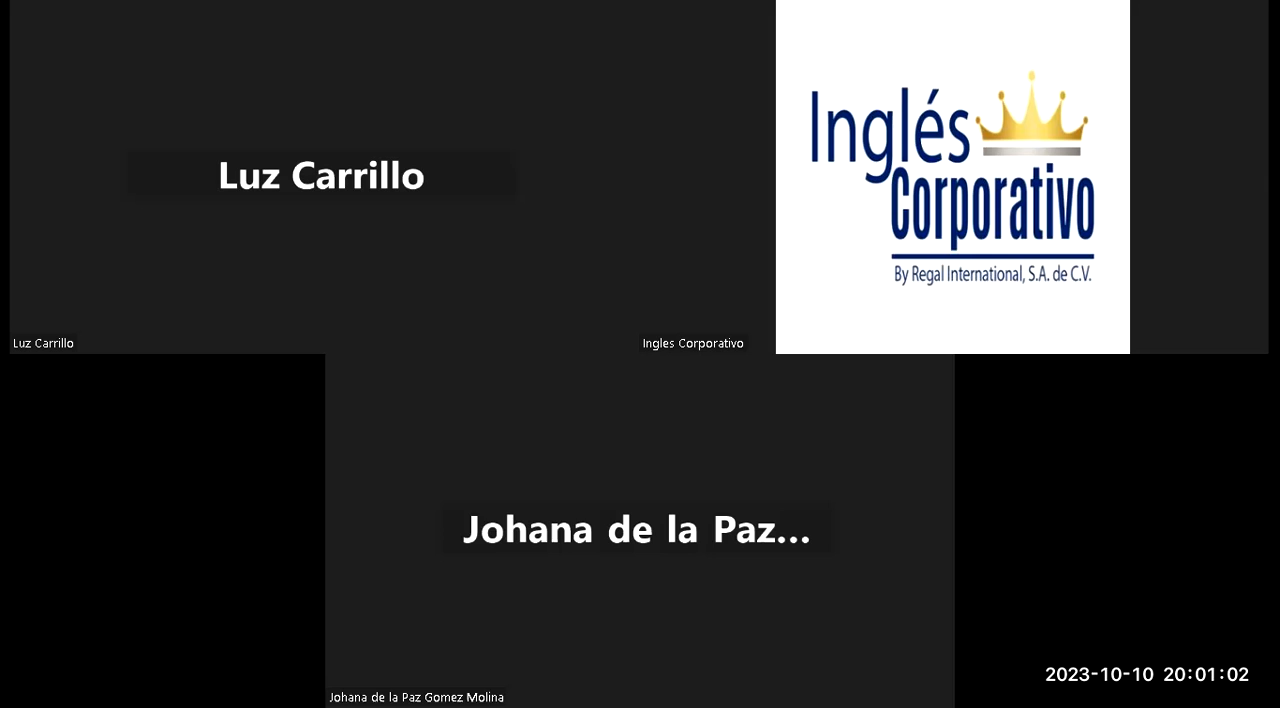 Luz Carrillo
Luz Carrillo
Inglés
Corporativo
By Regal International, S.A. de C.V.
Ingles Corporativo
Johana de la Paz...
Johana de la Paz Gomez Molina
2023-10-10 20:01:02